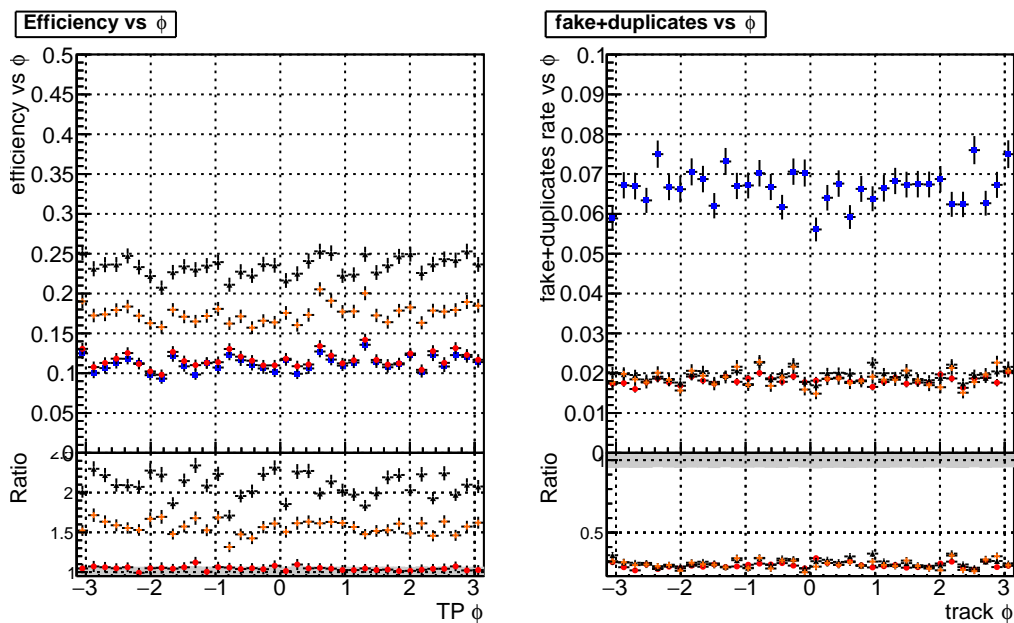 Efficiency vs ϕ
efficiency vs ϕ
0.5
0.45
0.4
0.35
0.3
0.25
0.2
0.15
0.1
0.05
0
Ratio
2
1.5
1
−3 −2 −1 0 1 2 3
TP ϕ
fake+duplicates vs ϕ
fake+duplicates rate vs ϕ
0.1
0.09
0.08
0.07
0.06
0.05
0.04
0.03
0.02
0.01
0
Ratio
1
0.5
−3 −2 −1 0 1 2 3
track ϕ